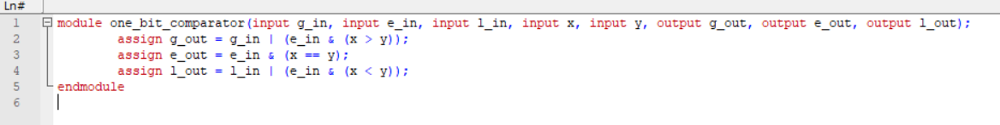 Ln#
1 module one_bit_comparator(input g_in, input e_in, input l_in, input x, input y, output g_out, output e_out, output l_out);
2 assign g_out = g_in | (e_in & (x > y));
3 assign e_out = e_in & (x == y);
4 assign l_out = l_in | (e_in & (x < y));
5 endmodule
6